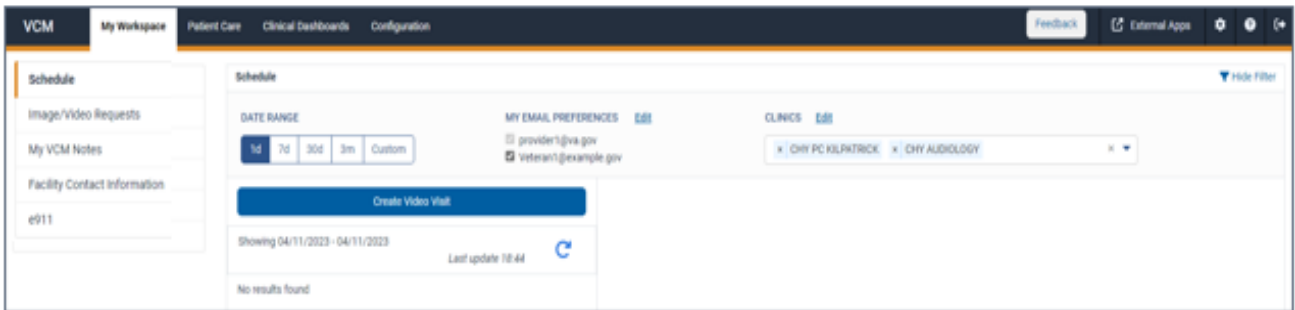 VCM My Workspace Patient Care Clinical Dashboards Configuration Feedback External Apps
Schedule
Image/Video Requests
My VCM Notes
Facility Contact Information
e911
Schedule Hide Filter
DATE RANGE
1d 7d 30d 3m Custom
MY EMAIL PREFERENCES Edit
provider1@va.gov
Veteran1@example.gov
CLINICS Edit
× CHY PC KILPATRICK × CHY AUDIOLOGY ×
Create Video Visit
Showing 04/11/2023 - 04/11/2023
Last update 18:44
No results found